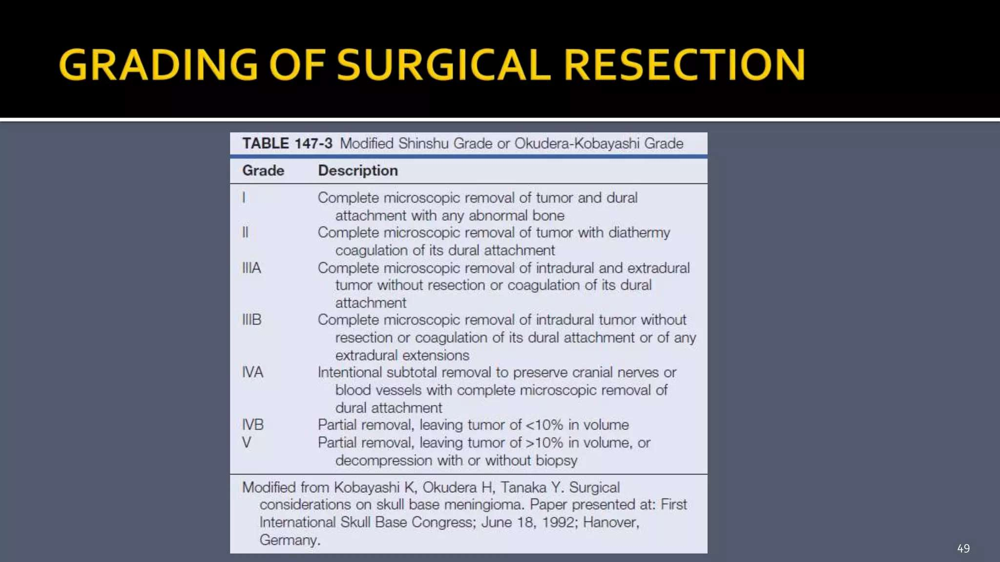 GRADING OF SURGICAL RESECTION
TABLE 147-3 Modified Shinshu Grade or Okudera-Kobayashi Grade
Grade Description
I Complete microscopic removal of tumor and dural
attachment with any abnormal bone
II Complete microscopic removal of tumor with diathermy
coagulation of its dural attachment
IIIA Complete microscopic removal of intradural and extradural
tumor without resection or coagulation of its dural
attachment
IIIB Complete microscopic removal of intradural tumor without
resection or coagulation of its dural attachment or of any
extradural extensions
IVA Intentional subtotal removal to preserve cranial nerves or
blood vessels with complete microscopic removal of
dural attachment
IVB Partial removal, leaving tumor of <10% in volume
V Partial removal, leaving tumor of >10% in volume, or
decompression with or without biopsy
Modified from Kobayashi K, Okudera H, Tanaka Y. Surgical
considerations on skull base meningioma. Paper presented at: First
International Skull Base Congress; June 18, 1992; Hanover,
Germany.
49